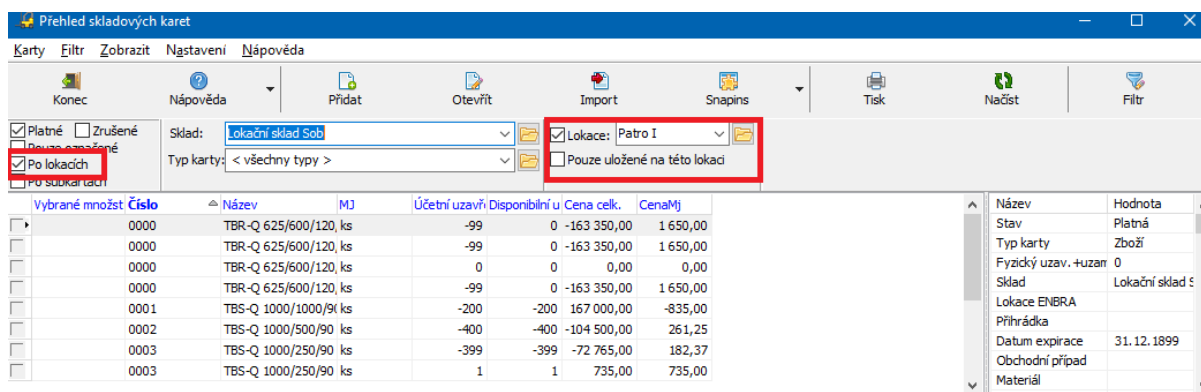 Přehled skladových karet
Karty Filtr Zobrazit Nastavení Nápověda
Konec Nápověda Přidat Otevřít Import Snapins Tisk Načíst Filtr
Platné Zrušené
Pouze označené
Po lokacích
Po subkartách
Sklad: Lokační sklad Sob
Typ karty: < všechny typy >
Lokace: Patro I
Pouze uložené na této lokaci
Vybrané množst Číslo Název MJ Účetní uzavř Disponibilní u Cena celk. CenaMj
0000 TBR-Q 625/600/120, ks -99 0 -163 350,00 1 650,00
0000 TBR-Q 625/600/120, ks -99 0 -163 350,00 1 650,00
0000 TBR-Q 625/600/120, ks 0 0 0,00 0,00
0000 TBR-Q 625/600/120, ks -99 0 -163 350,00 1 650,00
0001 TBS-Q 1000/1000/9( ks -200 -200 167 000,00 -835,00
0002 TBS-Q 1000/500/90 ks -400 -400 -104 500,00 261,25
0003 TBS-Q 1000/250/90 ks -399 -399 -72 765,00 182,37
0003 TBS-Q 1000/250/90 ks 1 1 735,00 735,00
Název Hodnota
Stav Platná
Typ karty Zboží
Fyzický uzav. +uzam 0
Sklad Lokační sklad S
Lokace ENBRA
Přihrádka
Datum expirace 31.12.1899
Obchodní případ
Materiál